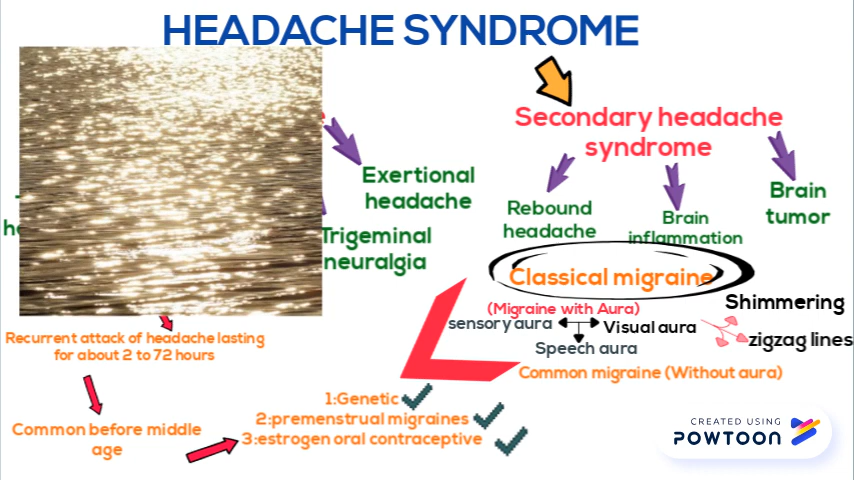 HEADACHE SYNDROME
Secondary headache
syndrome
Exertional
headache
Trigeminal
neuralgia
Rebound
headache
Brain
inflammation
Brain
tumor
Classical migraine
(Migraine with Aura)
sensory aura
Visual aura
Speech aura
Shimmering
zigzag lines
Common migraine (Without aura)
Recurrent attack of headache lasting
for about 2 to 72 hours
Common before middle
age
1:Genetic
2:premenstrual migraines
3:estrogen oral contraceptive
CREATED USING
POWTOON